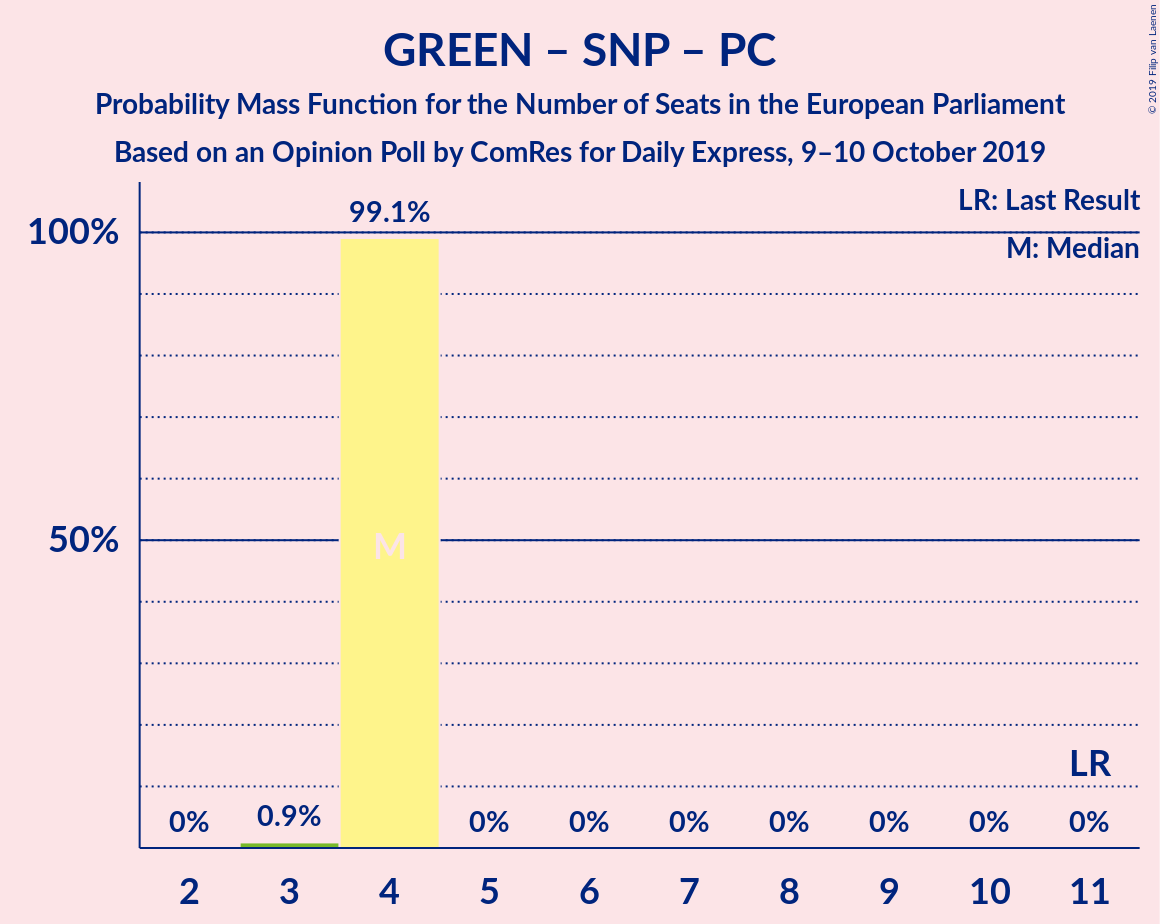 GREEN – SNP – PC
Probability Mass Function for the Number of Seats in the European Parliament
Based on an Opinion Poll by ComRes for Daily Express, 9–10 October 2019
© 2019 Filip van Laenen
LR: Last Result
M: Median
100%
50%
99.1%
M
LR
0%
0.9%
0%
0%
0%
0%
0%
0%
0%
2
3
4
5
6
7
8
9
10
11